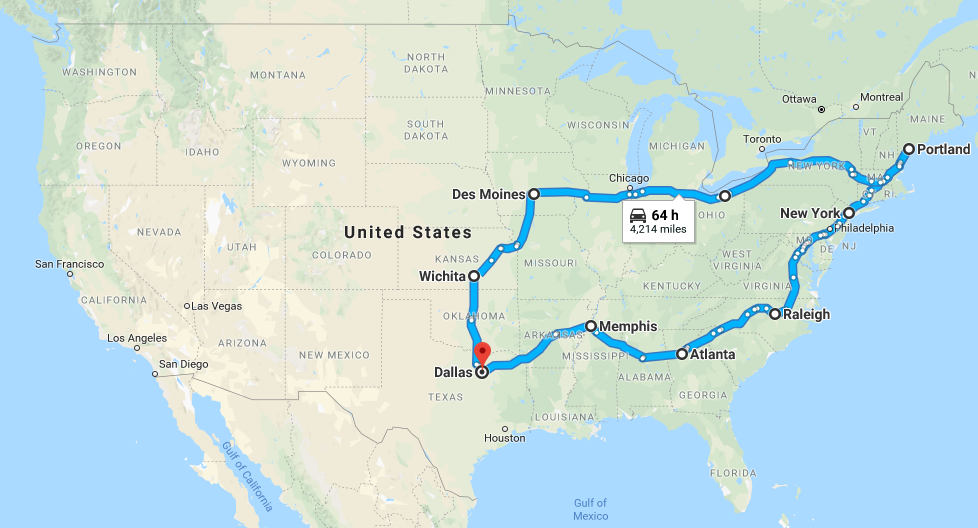 Ottawa
Montreal
WASHINGTON
MONTANA
NORTH
DAKOTA
MINNESOTA
MAINE
OREGON
IDAHO
SOUTH
DAKOTA
WISCONSIN
Toronto
VT
NH
Portland
MICHIGAN
WYOMING
NEW YORK
MA
CT
RI
Chicago
Des Moines
64 h
4,214 miles
OHIO
New York
Philadelphia
NEVADA
UTAH
COLORADO
United States
KANSAS
MISSOURI
WEST
VIRGINIA
MD
DE
NJ
San Francisco
Wichita
KENTUCKY
VIRGINIA
CALIFORNIA
Las Vegas
OKLAHOMA
Raleigh
Los Angeles
ARIZONA
NEW MEXICO
ARKANSAS
Memphis
MISSISSIPPI
Atlanta
San Diego
Dallas
ALABAMA
GEORGIA
TEXAS
LOUISIANA
Houston
Gulf of California
FLORIDA
Gulf of
Mexico